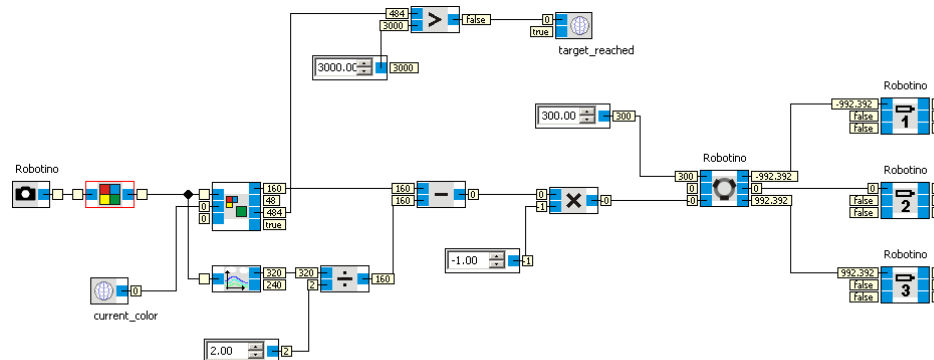 484
3000
>
false
0
true
target_reached
3000.00
3000
Robotino
-992.392
false
false
1
300.00
300
Robotino
300
0
-0
-992.392
0
992.392
Robotino
0
false
false
2
Robotino
160
48
484
true
0
0
160
160
−
0
0
-1
×
-0
-1.00
-1
320
240
320
2
÷
160
0
current_color
2.00
2
Robotino
992.392
false
false
3